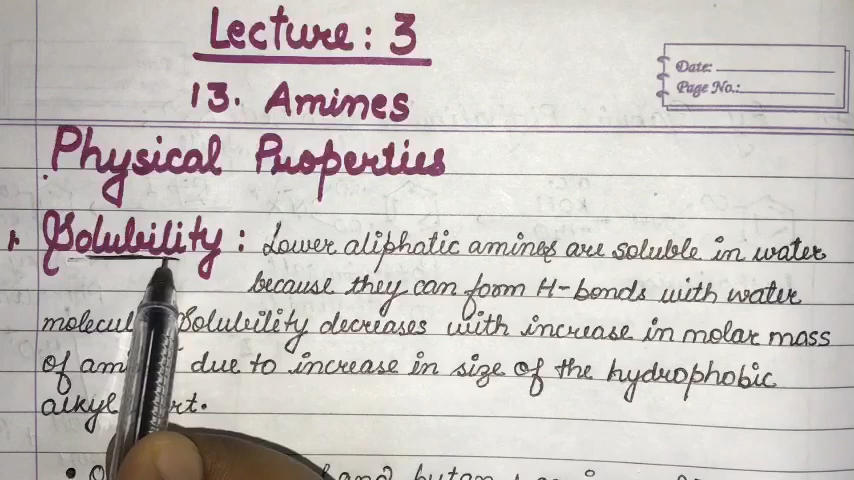 Lecture : 3
Date:
Page No.:
13. Amines
Physical Properties
1. Solubility : Lower aliphatic amines are soluble in water
because they can form H-bonds with water
Solubility decreases with increase in molar mass
of due to increase in size of the hydrophobic
alkyl